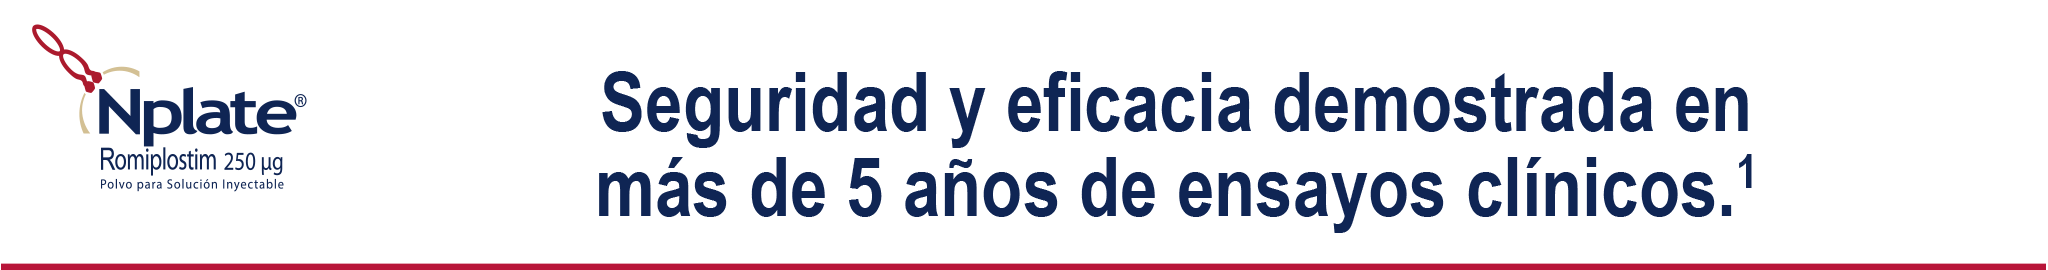 Nplate®
Romiplostim 250 µg
Polvo para Solución Inyectable
Seguridad y eficacia demostrada en
más de 5 años de ensayos clínicos.¹